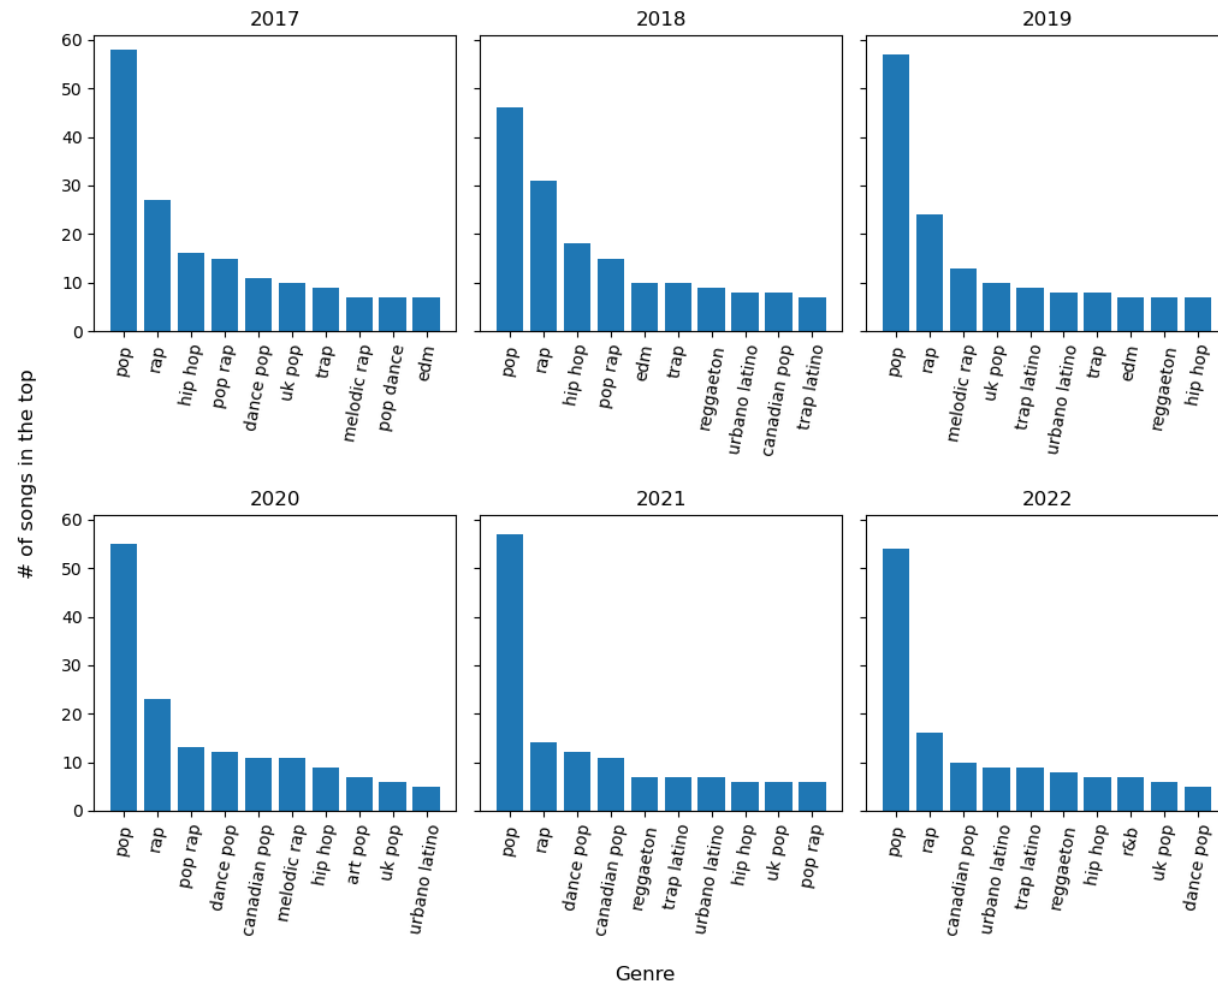 2017
2018
2019
60
50
40
30
20
10
0
pop
rap
hip hop
pop rap
dance pop
uk pop
trap
melodic rap
pop dance
edm
pop
rap
hip hop
pop rap
edm
trap
reggaeton
urbano latino
canadian pop
trap latino
pop
rap
melodic rap
uk pop
trap latino
urbano latino
trap
edm
reggaeton
hip hop
# of songs in the top
2020
2021
2022
60
50
40
30
20
10
0
pop
rap
pop rap
dance pop
canadian pop
melodic rap
hip hop
art pop
uk pop
urbano latino
pop
rap
dance pop
canadian pop
reggaeton
trap latino
urbano latino
hip hop
uk pop
pop rap
pop
rap
canadian pop
urbano latino
trap latino
reggaeton
hip hop
r&b
uk pop
dance pop
Genre